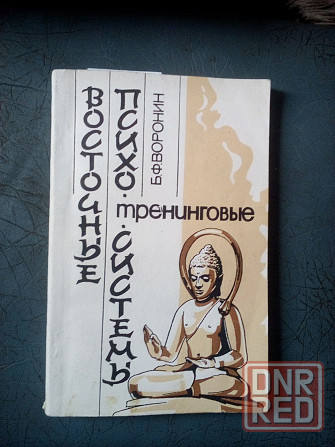 ВОСТОЧНЫЕ
ПСИХО·
тренинговые
·СИСТЕМЫ
Б.Ф.ВОРОНИН
DNR
RED